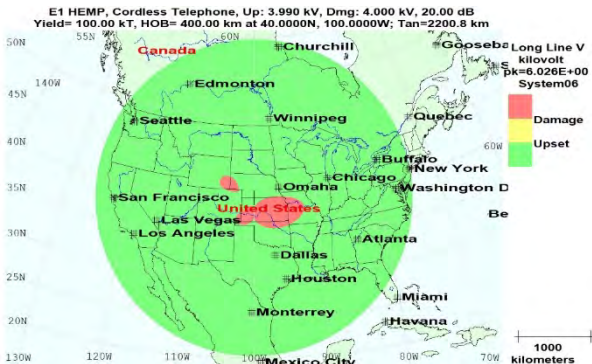 E1 HEMP, Cordless Telephone, Up: 3.990 kV, Dmg: 4.000 kV, 20.00 dB
Yield= 100.00 kT, HOB= 400.00 km at 40.0000N, 100.0000W; Tan=2200.8 km
50N
55N
60N
Churchill
Gooseba
Long Line V
Canada
kilovolt
pk=6.026E+00
System06
140W
Edmonton
45N
Seattle
Winnipeg
Quebec
Damage
60W
Upset
40N
Buffalo
New York
Chicago
35N
Omaha
Washington D
San Francisco
United States
Be
Las Vegas
30N
Los Angeles
Atlanta
Dallas
25N
Houston
Miami
Monterrey
Havana
20N
1000
kilometers
130W
120W
110W
100W
90W
80W
70W
Mexico City